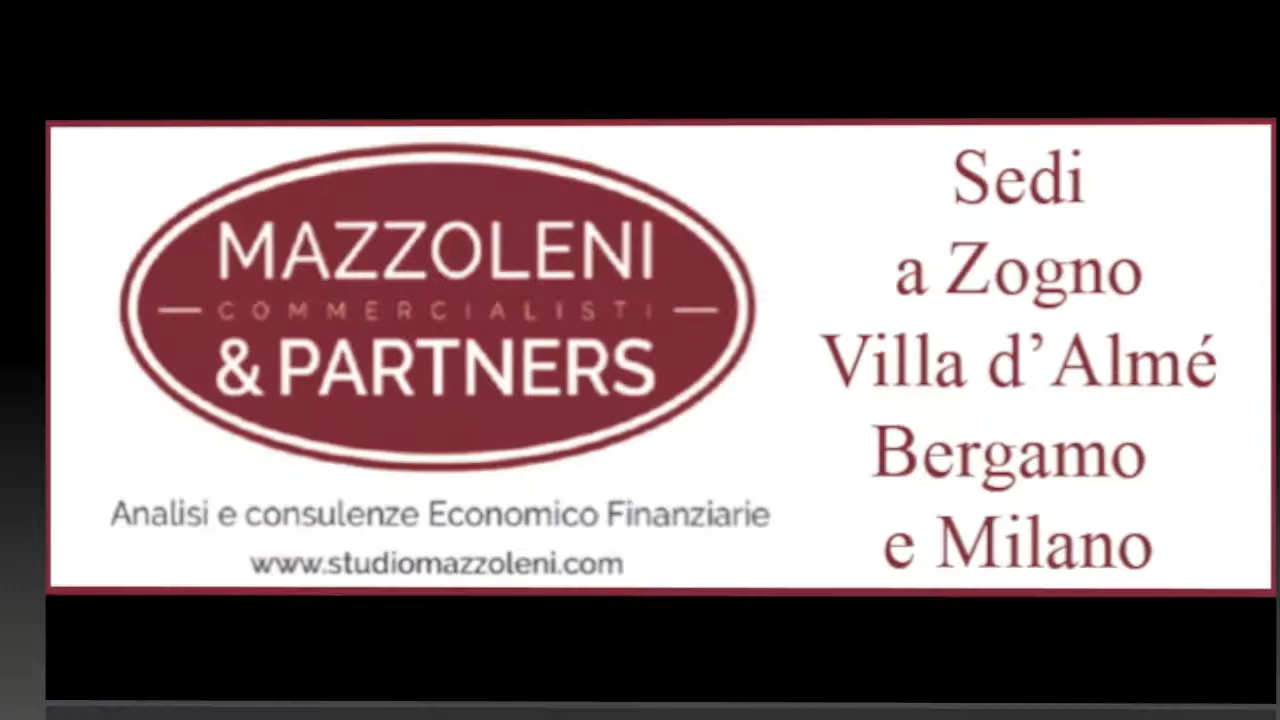 MAZZOLENI
COMMERCIALISTI
& PARTNERS
Analisi e consulenze Economico Finanziarie
www.studiomazzoleni.com
Sedi
a Zogno
Villa d’Almé
Bergamo
e Milano